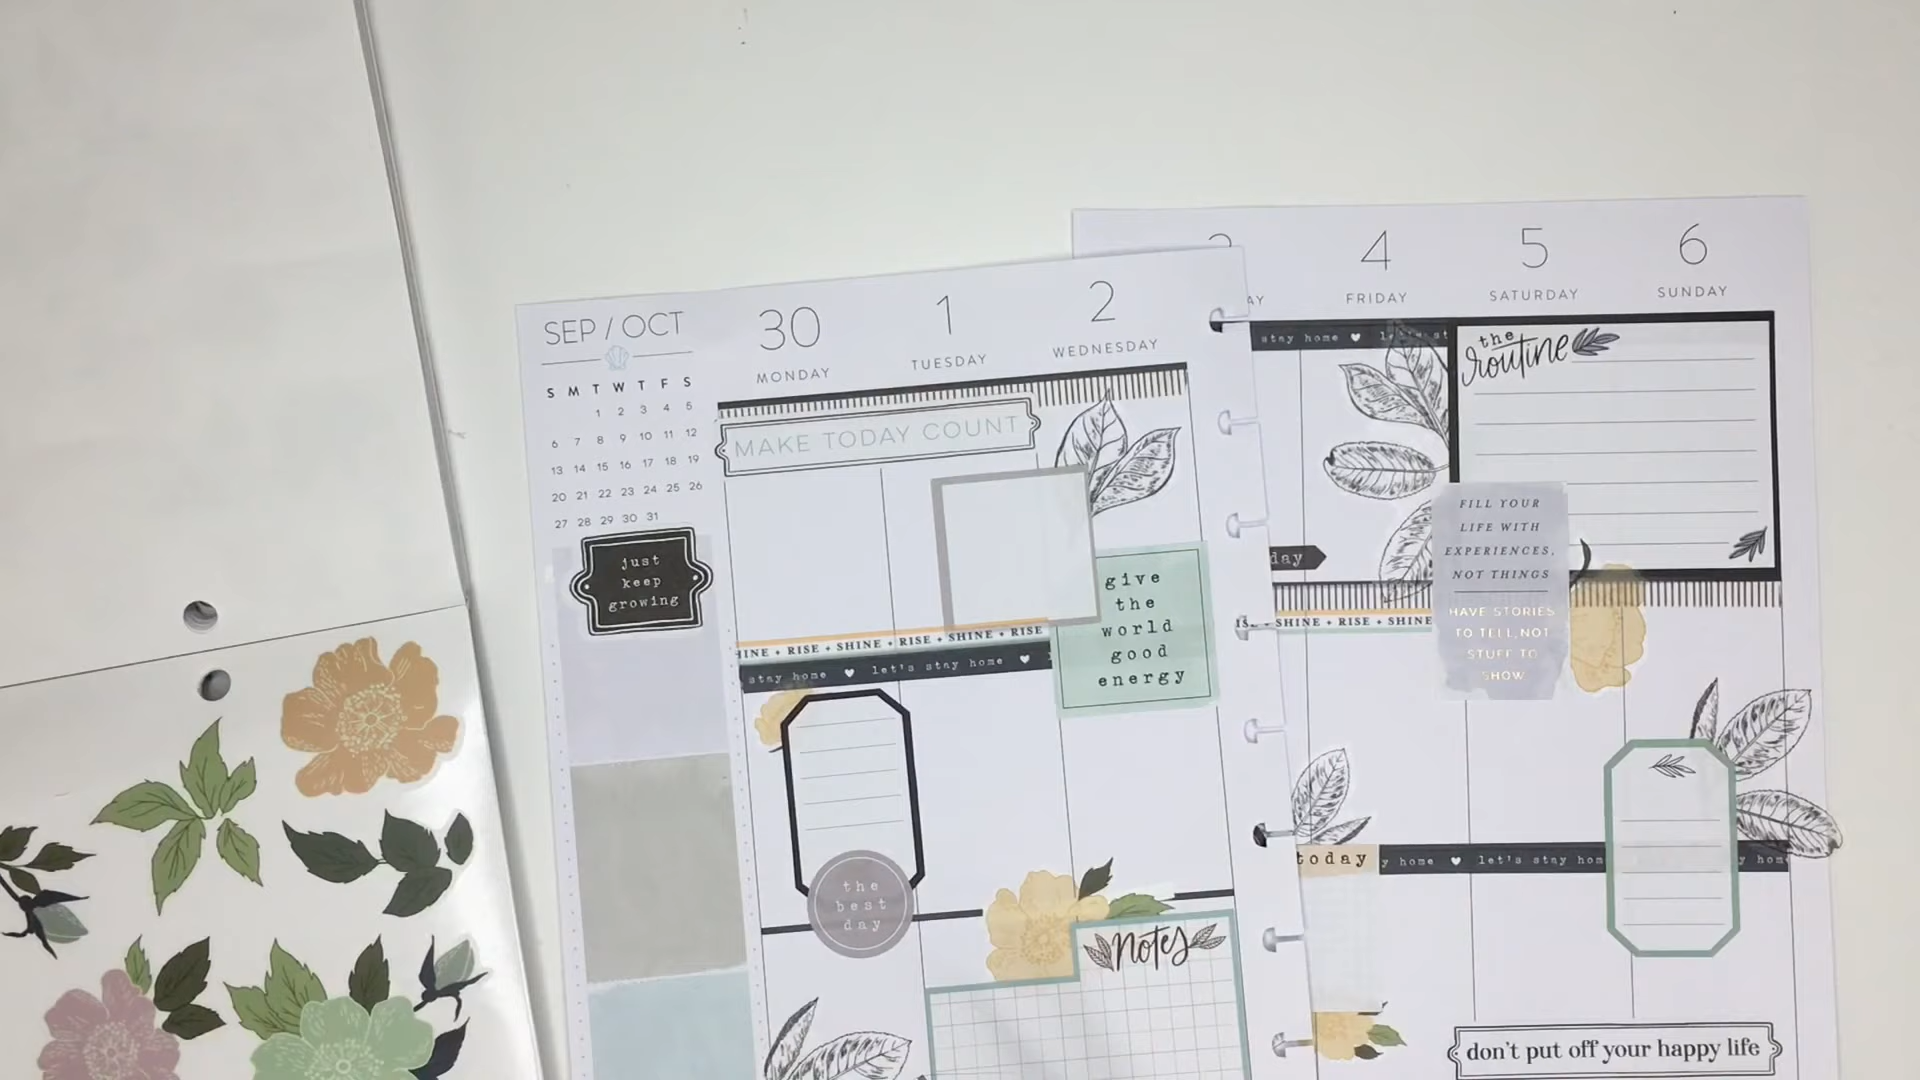 SEP / OCT
S M T W T F S
1 2 3 4 5
6 7 8 9 10 11 12
13 14 15 16 17 18 19
20 21 22 23 24 25 26
27 28 29 30 31
just
keep
growing
30
MONDAY
1
TUESDAY
2
WEDNESDAY
MAKE TODAY COUNT
give
the
world
good
energy
HINE + RISE + SHINE + RISE + SHINE + RISE
stay home ♥ let's stay home ♥
the
best
day
notes
AY
4
FRIDAY
5
SATURDAY
6
SUNDAY
stay home ♥
the
routine
day
FILL YOUR
LIFE WITH
EXPERIENCES,
NOT THINGS
HAVE STORIES
TO TELL, NOT
STUFF TO
SHOW
SHINE + RISE + SHINE
today
y home ♥ let's stay hom
y home
don't put off your happy life